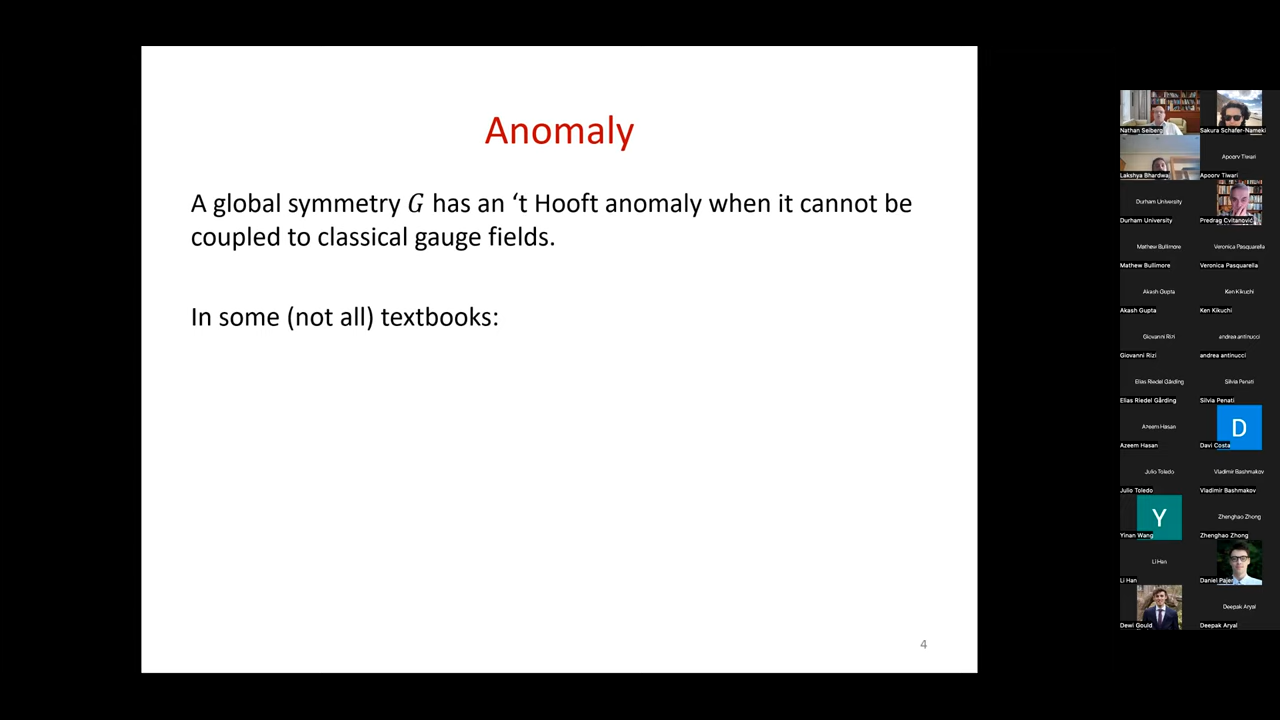 Anomaly
A global symmetry G has an ‘t Hooft anomaly when it cannot be
coupled to classical gauge fields.
In some (not all) textbooks:
4
Nathan Seiberg
Sakura Schafer-Nameki
Lakshya Bhardwaj
Apoorv Tiwari
Apoorv Tiwari
Durham University
Durham University
Predrag Cvitanović
Mathew Bullimore
Veronica Pasquarella
Mathew Bullimore
Veronica Pasquarella
Akash Gupta
Ken Kikuchi
Akash Gupta
Ken Kikuchi
Giovanni Rizi
andrea antinucci
Giovanni Rizi
andrea antinucci
Elias Riedel Gårding
Silvia Penati
Elias Riedel Gårding
Silvia Penati
Azeem Hasan
D
Azeem Hasan
Davi Costa
Julio Toledo
Vladimir Bashmakov
Julio Toledo
Vladimir Bashmakov
Y
Zhenghao Zhong
Yinan Wang
Zhenghao Zhong
Li Han
Li Han
Daniel Pajer
Deepak Aryal
Dewi Gould
Deepak Aryal